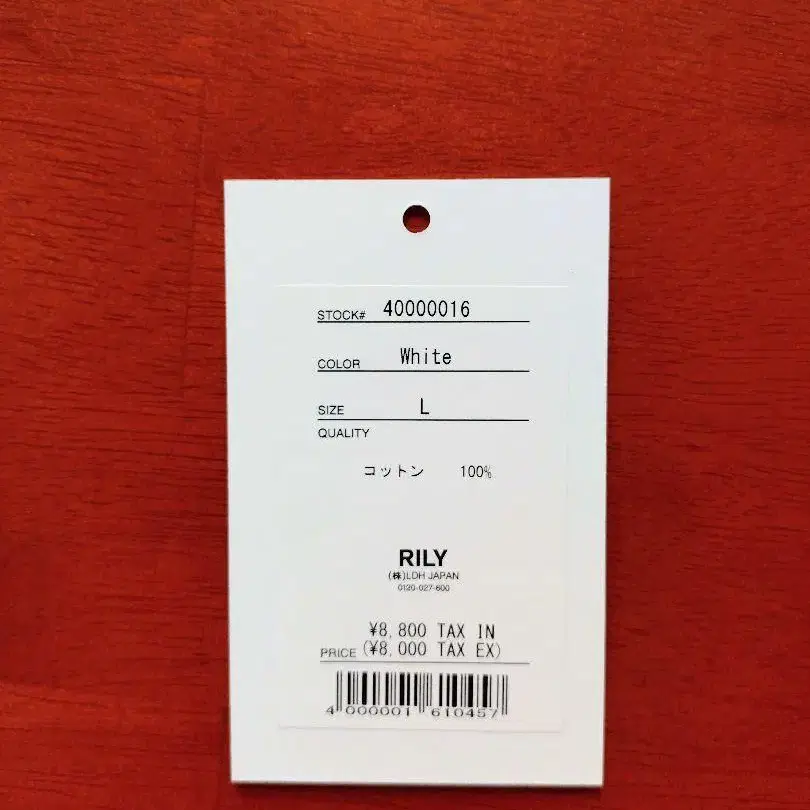 STOCK# 40000016
COLOR White
SIZE L
QUALITY
コットン 100%
RILY
(株)LDH JAPAN
0120-027-600
¥8,800 TAX IN
PRICE (¥8,000 TAX EX)
4 000001 610457